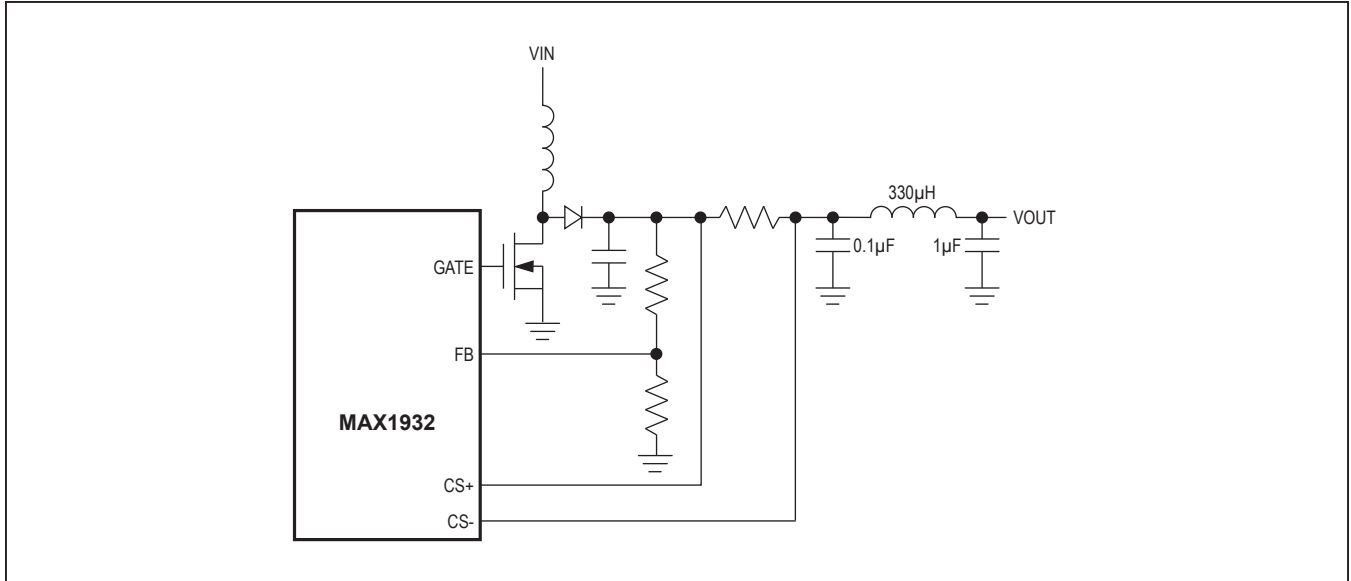 VIN
330µH
VOUT
0.1µF
1µF
GATE
FB
MAX1932
CS+
CS-